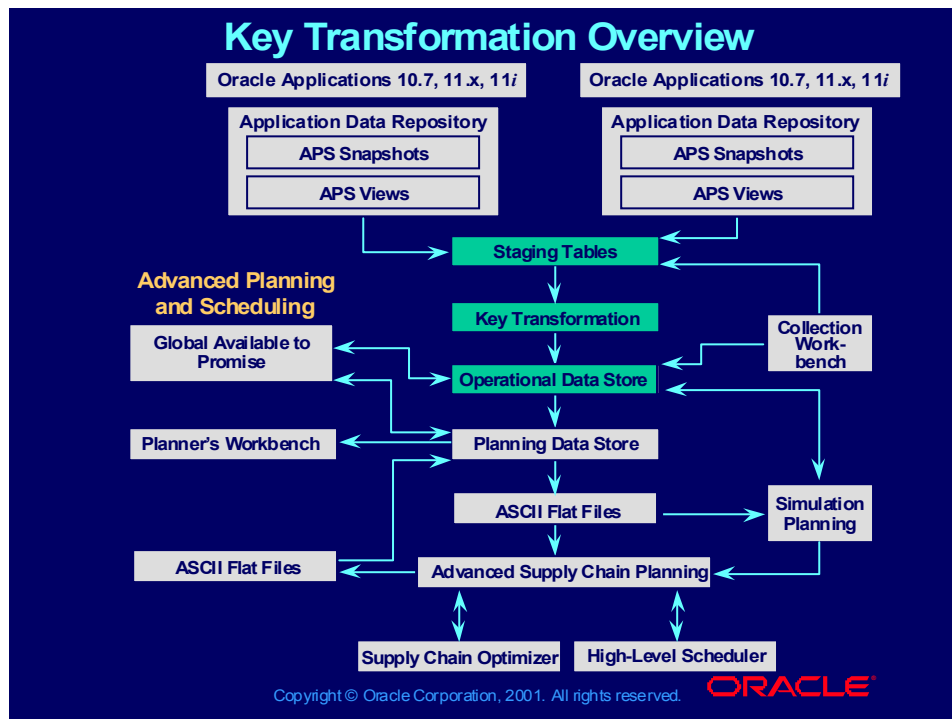 Key Transformation Overview
Oracle Applications 10.7, 11.x, 11i
Oracle Applications 10.7, 11.x, 11i
Application Data Repository
APS Snapshots
APS Views
Application Data Repository
APS Snapshots
APS Views
Staging Tables
Advanced Planning
and Scheduling
Key Transformation
Collection
Work-
bench
Global Available to
Promise
Operational Data Store
Planner's Workbench
Planning Data Store
ASCII Flat Files
Simulation
Planning
ASCII Flat Files
Advanced Supply Chain Planning
Supply Chain Optimizer
High-Level Scheduler
Copyright © Oracle Corporation, 2001. All rights reserved.
ORACLE®